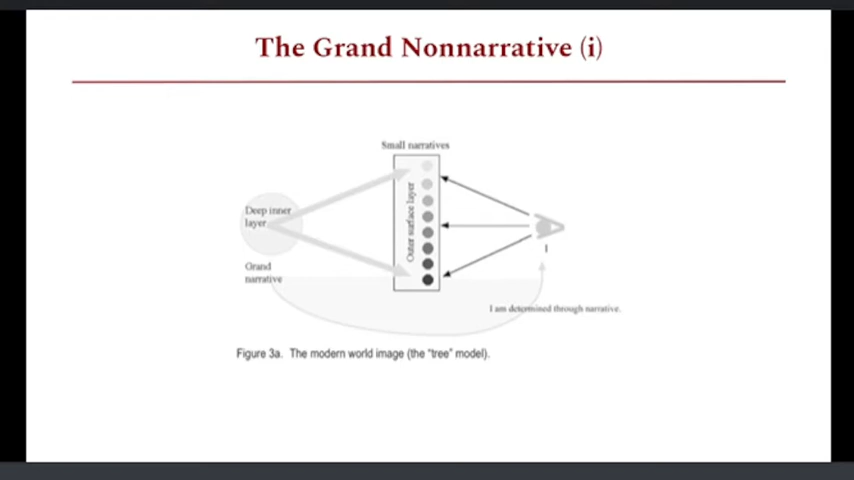 The Grand Nonnarrative (i)
Small narratives
Outer surface layer
Deep inner
layer
Grand
narrative
I
I am determined through narrative.
Figure 3a. The modern world image (the "tree" model).